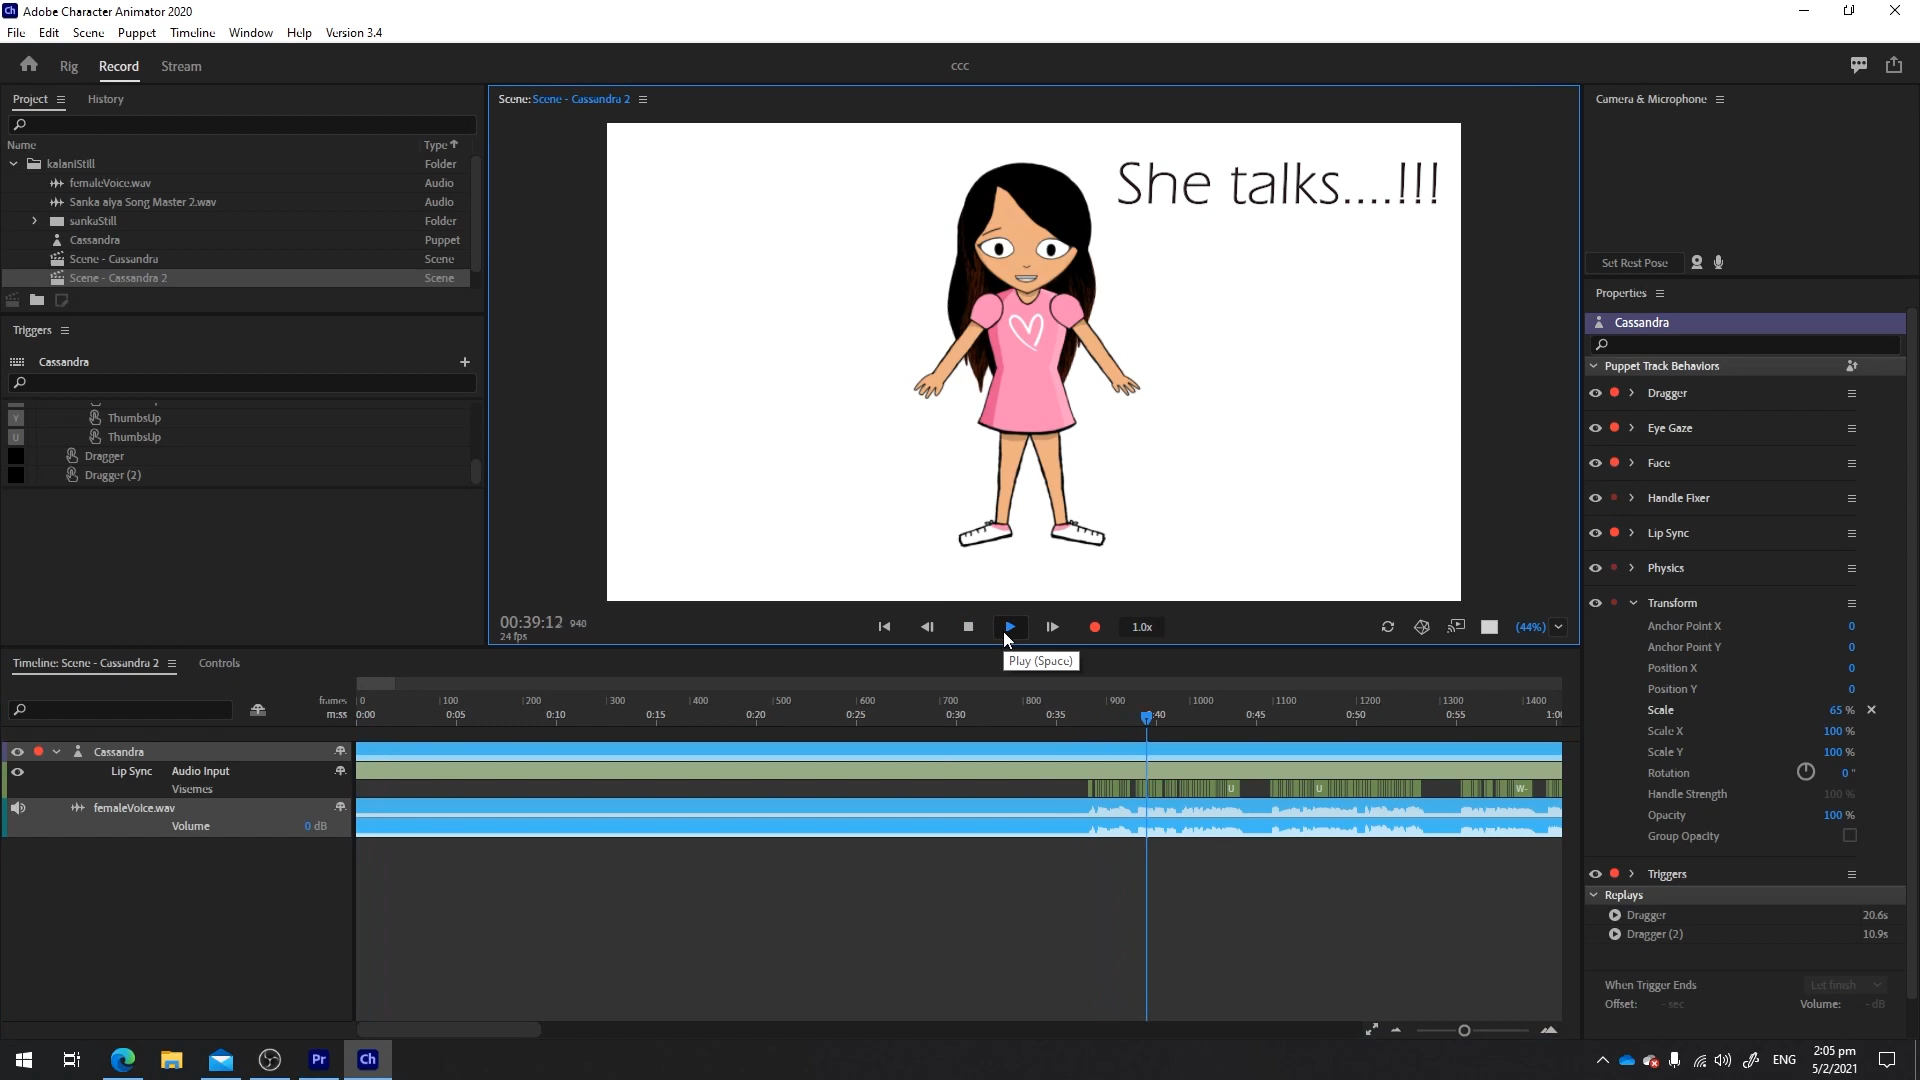 Ch Adobe Character Animator 2020
File Edit Scene Puppet Timeline Window Help Version 3.4
Rig Record Stream
ccc
Project History
Name Type
kalaniStill Folder
femaleVoice.wav Audio
Sanka aiya Song Master 2.wav Audio
sankaStill Folder
Cassandra Puppet
Scene - Cassandra Scene
Scene - Cassandra 2 Scene
Triggers
Cassandra
Y ThumbsUp
U ThumbsUp
Dragger
Dragger (2)
Scene: Scene - Cassandra 2
She talks....!!!
00:39:12 940
24 fps
1.0x
(44%)
Play (Space)
Camera & Microphone
Set Rest Pose
Properties
Cassandra
Puppet Track Behaviors
Dragger
Eye Gaze
Face
Handle Fixer
Lip Sync
Physics
Transform
Anchor Point X 0
Anchor Point Y 0
Position X 0
Position Y 0
Scale 65 %
Scale X 100 %
Scale Y 100 %
Rotation 0 °
Handle Strength 100 %
Opacity 100 %
Group Opacity
Triggers
Replays
Dragger 20.6s
Dragger (2) 10.9s
When Trigger Ends Let finish
Offset: - sec Volume: - dB
Timeline: Scene - Cassandra 2 Controls
frames 0 100 200 300 400 500 600 700 800 900 1000 1100 1200 1300 1400
m:ss 0:00 0:05 0:10 0:15 0:20 0:25 0:30 0:35 :40 0:45 0:50 0:55 1:0
Cassandra
Lip Sync Audio Input
Visemes U U W-
femaleVoice.wav
Volume 0 dB
Pr Ch
ENG
2:05 pm
5/2/2021